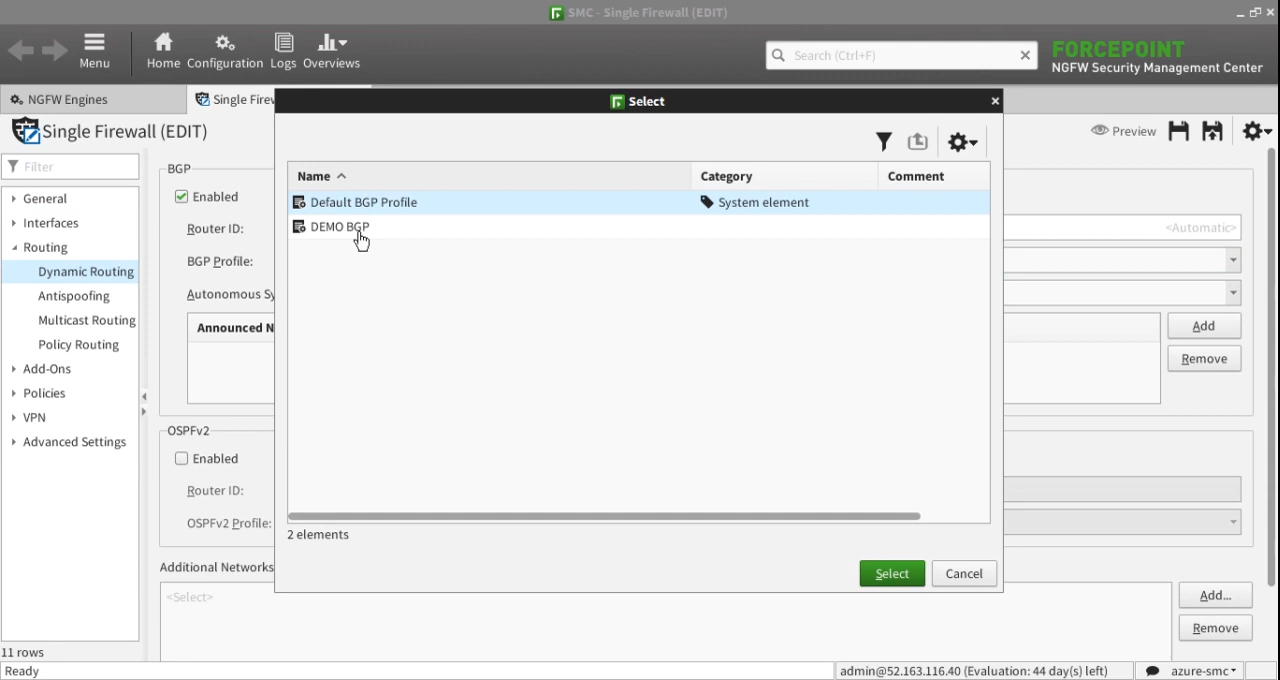 SMC - Single Firewall (EDIT)
Menu
Home
Configuration
Logs
Overviews
Search (Ctrl+F)
FORCEPOINT
NGFW Security Management Center
NGFW Engines
Single Firew
Select
Single Firewall (EDIT)
Preview
Filter
General
Interfaces
Routing
Dynamic Routing
Antispoofing
Multicast Routing
Policy Routing
Add-Ons
Policies
VPN
Advanced Settings
11 rows
BGP
Enabled
Router ID:
<Automatic>
BGP Profile:
Autonomous Sy
Announced N
Add
Remove
OSPFv2
Enabled
Router ID:
OSPFv2 Profile:
Additional Networks
<Select>
Add...
Remove
Name Category Comment
Default BGP Profile System element
DEMO BGP
2 elements
Select
Cancel
Ready
admin@52.163.116.40 (Evaluation: 44 day(s) left)
azure-smc